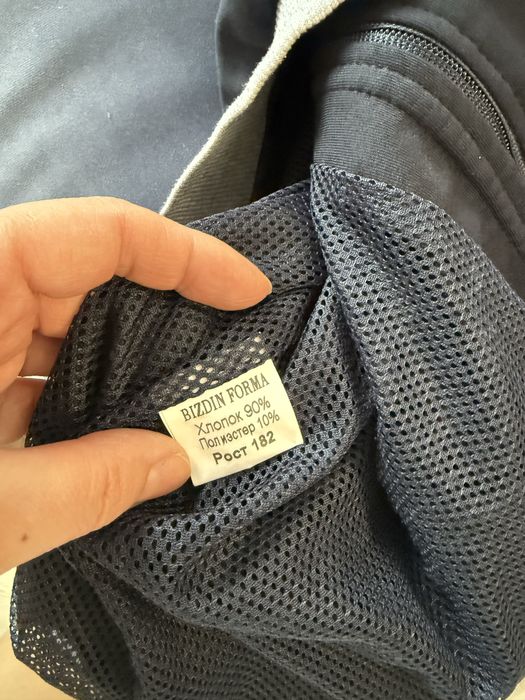 BIZDIN FORMA
Хлопок 90%
Полиэстер 10%
Рост 182